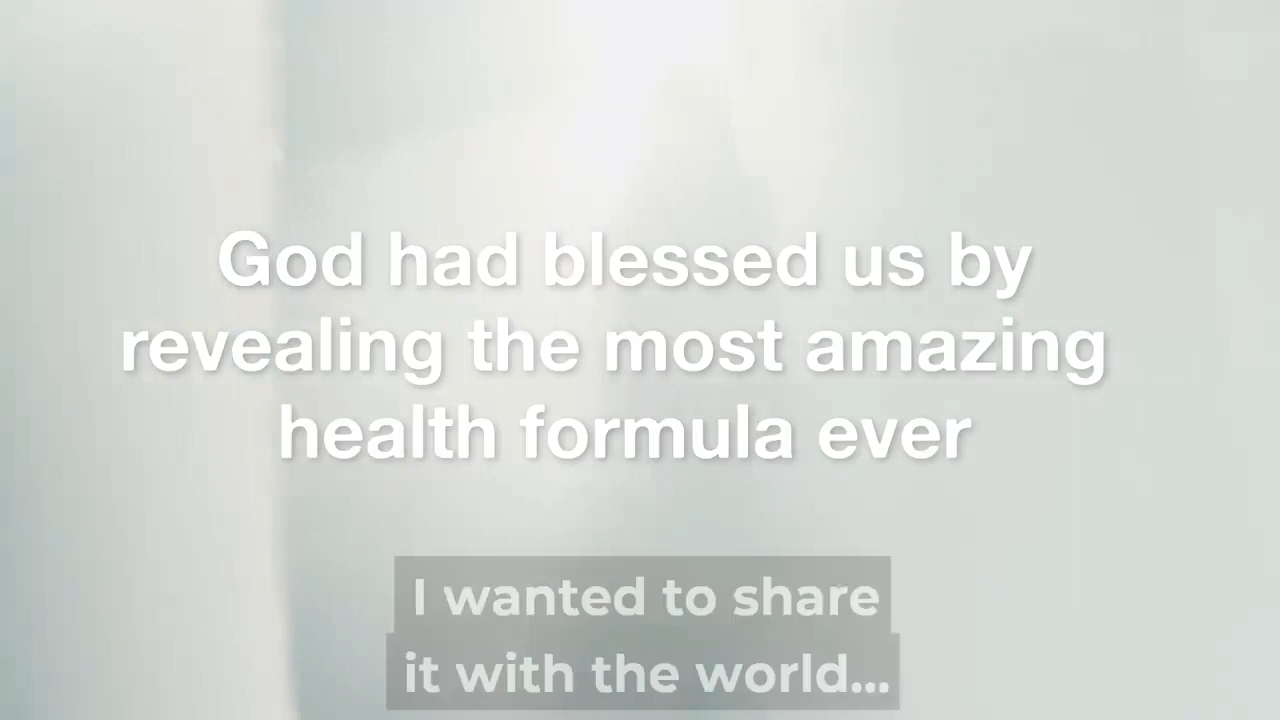 God had blessed us by
revealing the most amazing
health formula ever
I wanted to share
it with the world...